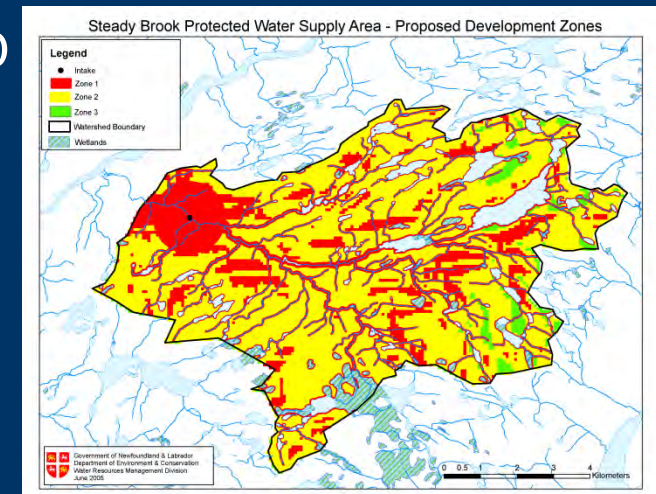 Steady Brook Protected Water Supply Area - Proposed Development Zones
Legend
Intake
Zone 1
Zone 2
Zone 3
Watershed Boundary
Wetlands
Government of Newfoundland & Labrador
Department of Environment & Conservation
Water Resources Management Division
June 2005
0 0.5 1 2 3 4
Kilometers